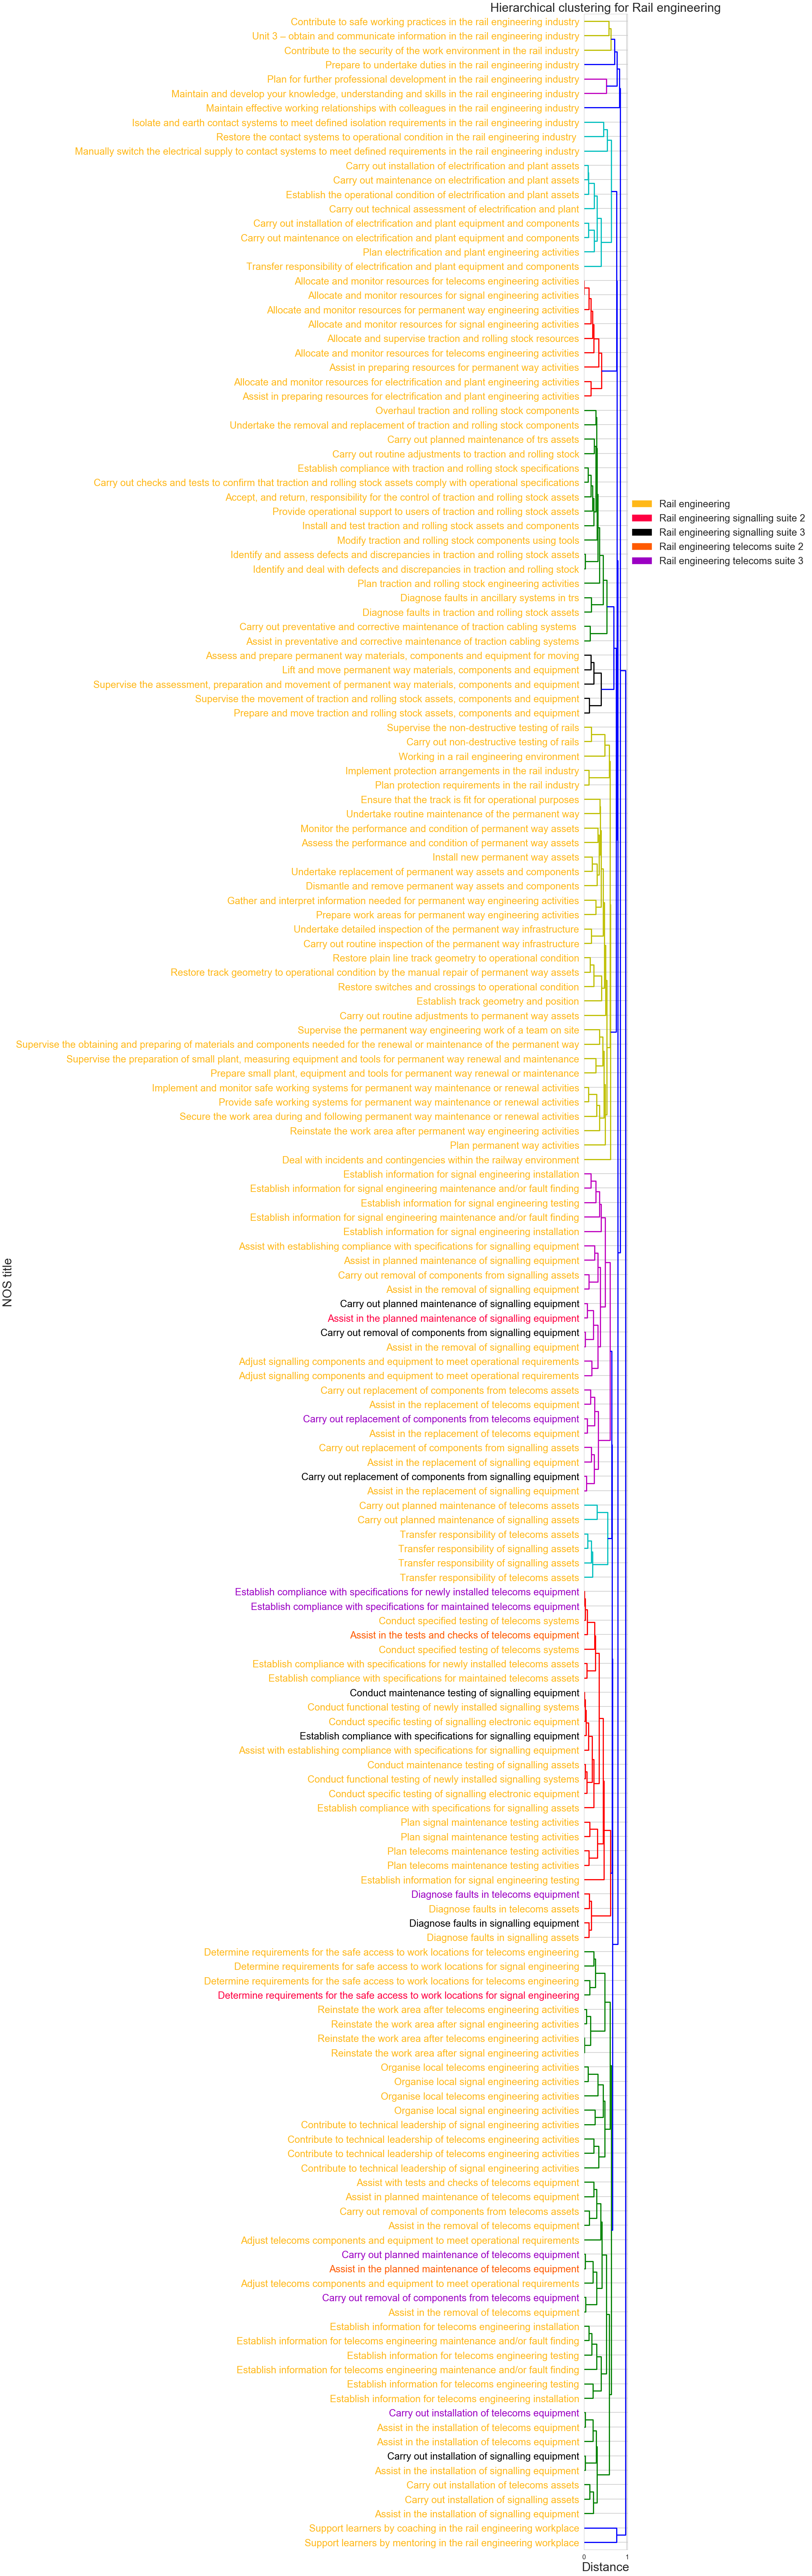 Hierarchical clustering for Rail engineering
Contribute to safe working practices in the rail engineering industry
Unit 3 – obtain and communicate information in the rail engineering industry
Contribute to the security of the work environment in the rail industry
Prepare to undertake duties in the rail engineering industry
Plan for further professional development in the rail engineering industry
Maintain and develop your knowledge, understanding and skills in the rail engineering industry
Maintain effective working relationships with colleagues in the rail engineering industry
Isolate and earth contact systems to meet defined isolation requirements in the rail engineering industry
Restore the contact systems to operational condition in the rail engineering industry
Manually switch the electrical supply to contact systems to meet defined requirements in the rail engineering industry
Carry out installation of electrification and plant assets
Carry out maintenance on electrification and plant assets
Establish the operational condition of electrification and plant assets
Carry out technical assessment of electrification and plant
Carry out installation of electrification and plant equipment and components
Carry out maintenance on electrification and plant equipment and components
Plan electrification and plant engineering activities
Transfer responsibility of electrification and plant equipment and components
Allocate and monitor resources for telecoms engineering activities
Allocate and monitor resources for signal engineering activities
Allocate and monitor resources for permanent way engineering activities
Allocate and monitor resources for signal engineering activities
Allocate and supervise traction and rolling stock resources
Allocate and monitor resources for telecoms engineering activities
Assist in preparing resources for permanent way activities
Allocate and monitor resources for electrification and plant engineering activities
Assist in preparing resources for electrification and plant engineering activities
Overhaul traction and rolling stock components
Undertake the removal and replacement of traction and rolling stock components
Carry out planned maintenance of trs assets
Carry out routine adjustments to traction and rolling stock
Establish compliance with traction and rolling stock specifications
Carry out checks and tests to confirm that traction and rolling stock assets comply with operational specifications
Accept, and return, responsibility for the control of traction and rolling stock assets
Provide operational support to users of traction and rolling stock assets
Install and test traction and rolling stock assets and components
Modify traction and rolling stock components using tools
Identify and assess defects and discrepancies in traction and rolling stock assets
Identify and deal with defects and discrepancies in traction and rolling stock
Plan traction and rolling stock engineering activities
Diagnose faults in ancillary systems in trs
Diagnose faults in traction and rolling stock assets
Carry out preventative and corrective maintenance of traction cabling systems
Assist in preventative and corrective maintenance of traction cabling systems
Assess and prepare permanent way materials, components and equipment for moving
Lift and move permanent way materials, components and equipment
Supervise the assessment, preparation and movement of permanent way materials, components and equipment
Supervise the movement of traction and rolling stock assets, components and equipment
Prepare and move traction and rolling stock assets, components and equipment
Supervise the non-destructive testing of rails
Carry out non-destructive testing of rails
Working in a rail engineering environment
Implement protection arrangements in the rail industry
Plan protection requirements in the rail industry
Ensure that the track is fit for operational purposes
Undertake routine maintenance of the permanent way
Monitor the performance and condition of permanent way assets
Assess the performance and condition of permanent way assets
Install new permanent way assets
Undertake replacement of permanent way assets and components
Dismantle and remove permanent way assets and components
Gather and interpret information needed for permanent way engineering activities
Prepare work areas for permanent way engineering activities
Undertake detailed inspection of the permanent way infrastructure
Carry out routine inspection of the permanent way infrastructure
Restore plain line track geometry to operational condition
Restore track geometry to operational condition by the manual repair of permanent way assets
Restore switches and crossings to operational condition
Establish track geometry and position
Carry out routine adjustments to permanent way assets
Supervise the permanent way engineering work of a team on site
Supervise the obtaining and preparing of materials and components needed for the renewal or maintenance of the permanent way
Supervise the preparation of small plant, measuring equipment and tools for permanent way renewal and maintenance
Prepare small plant, equipment and tools for permanent way renewal or maintenance
Implement and monitor safe working systems for permanent way maintenance or renewal activities
Provide safe working systems for permanent way maintenance or renewal activities
Secure the work area during and following permanent way maintenance or renewal activities
Reinstate the work area after permanent way engineering activities
Plan permanent way activities
Deal with incidents and contingencies within the railway environment
Establish information for signal engineering installation
Establish information for signal engineering maintenance and/or fault finding
Establish information for signal engineering testing
Establish information for signal engineering maintenance and/or fault finding
Establish information for signal engineering installation
Assist with establishing compliance with specifications for signalling equipment
Assist in planned maintenance of signalling equipment
Carry out removal of components from signalling assets
Assist in the removal of signalling equipment
Carry out planned maintenance of signalling equipment
Assist in the planned maintenance of signalling equipment
Carry out removal of components from signalling equipment
Assist in the removal of signalling equipment
Adjust signalling components and equipment to meet operational requirements
Adjust signalling components and equipment to meet operational requirements
Carry out replacement of components from telecoms assets
Assist in the replacement of telecoms equipment
Carry out replacement of components from telecoms equipment
Assist in the replacement of telecoms equipment
Carry out replacement of components from signalling assets
Assist in the replacement of signalling equipment
Carry out replacement of components from signalling equipment
Assist in the replacement of signalling equipment
Carry out planned maintenance of telecoms assets
Carry out planned maintenance of signalling assets
Transfer responsibility of telecoms assets
Transfer responsibility of signalling assets
Transfer responsibility of signalling assets
Transfer responsibility of telecoms assets
Establish compliance with specifications for newly installed telecoms equipment
Establish compliance with specifications for maintained telecoms equipment
Conduct specified testing of telecoms systems
Assist in the tests and checks of telecoms equipment
Conduct specified testing of telecoms systems
Establish compliance with specifications for newly installed telecoms assets
Establish compliance with specifications for maintained telecoms assets
Conduct maintenance testing of signalling equipment
Conduct functional testing of newly installed signalling systems
Conduct specific testing of signalling electronic equipment
Establish compliance with specifications for signalling equipment
Assist with establishing compliance with specifications for signalling equipment
Conduct maintenance testing of signalling assets
Conduct functional testing of newly installed signalling systems
Conduct specific testing of signalling electronic equipment
Establish compliance with specifications for signalling assets
Plan signal maintenance testing activities
Plan signal maintenance testing activities
Plan telecoms maintenance testing activities
Plan telecoms maintenance testing activities
Establish information for signal engineering testing
Diagnose faults in telecoms equipment
Diagnose faults in telecoms assets
Diagnose faults in signalling equipment
Diagnose faults in signalling assets
Determine requirements for the safe access to work locations for telecoms engineering
Determine requirements for safe access to work locations for signal engineering
Determine requirements for the safe access to work locations for telecoms engineering
Determine requirements for the safe access to work locations for signal engineering
Reinstate the work area after telecoms engineering activities
Reinstate the work area after signal engineering activities
Reinstate the work area after telecoms engineering activities
Reinstate the work area after signal engineering activities
Organise local telecoms engineering activities
Organise local signal engineering activities
Organise local telecoms engineering activities
Organise local signal engineering activities
Contribute to technical leadership of signal engineering activities
Contribute to technical leadership of telecoms engineering activities
Contribute to technical leadership of telecoms engineering activities
Contribute to technical leadership of signal engineering activities
Assist with tests and checks of telecoms equipment
Assist in planned maintenance of telecoms equipment
Carry out removal of components from telecoms assets
Assist in the removal of telecoms equipment
Adjust telecoms components and equipment to meet operational requirements
Carry out planned maintenance of telecoms equipment
Assist in the planned maintenance of telecoms equipment
Adjust telecoms components and equipment to meet operational requirements
Carry out removal of components from telecoms equipment
Assist in the removal of telecoms equipment
Establish information for telecoms engineering installation
Establish information for telecoms engineering maintenance and/or fault finding
Establish information for telecoms engineering testing
Establish information for telecoms engineering maintenance and/or fault finding
Establish information for telecoms engineering testing
Establish information for telecoms engineering installation
Carry out installation of telecoms equipment
Assist in the installation of telecoms equipment
Assist in the installation of telecoms equipment
Carry out installation of signalling equipment
Assist in the installation of signalling equipment
Carry out installation of telecoms assets
Carry out installation of signalling assets
Assist in the installation of signalling equipment
Support learners by coaching in the rail engineering workplace
Support learners by mentoring in the rail engineering workplace
NOS title
0 1
Distance
Rail engineering
Rail engineering signalling suite 2
Rail engineering signalling suite 3
Rail engineering telecoms suite 2
Rail engineering telecoms suite 3